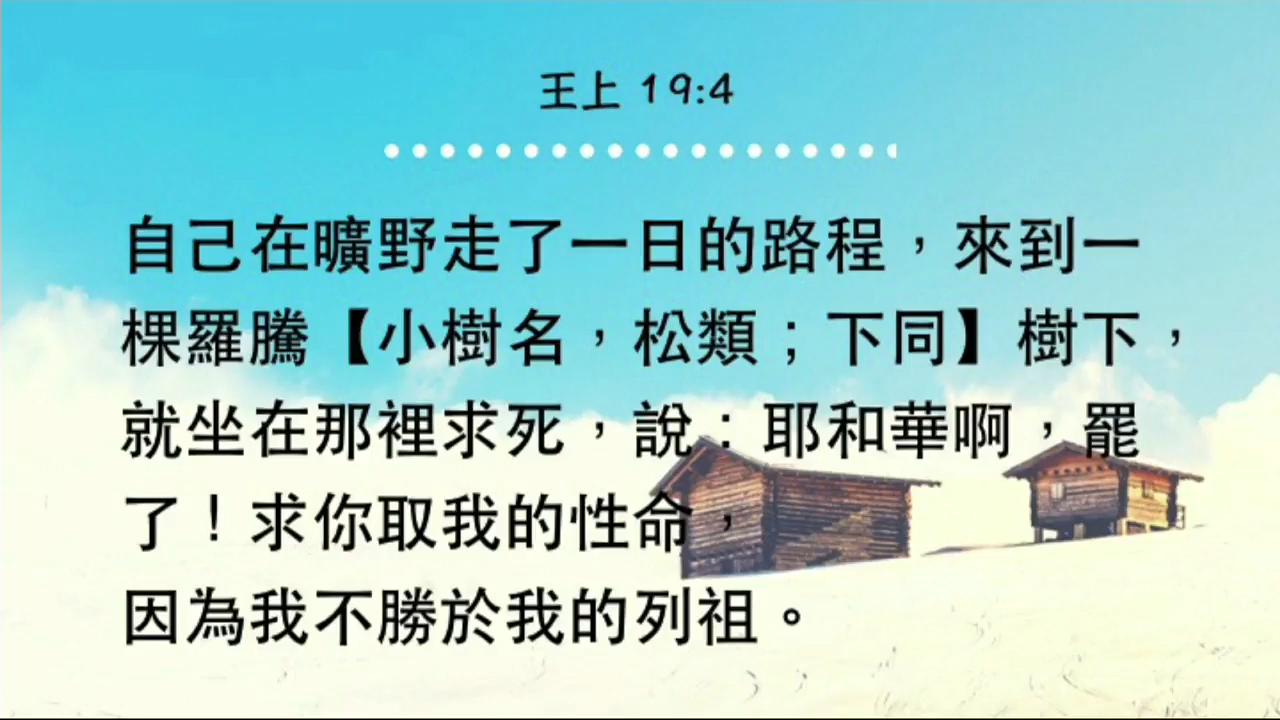 王上 19:4
自己在曠野走了一日的路程，來到一
棵羅騰【小樹名，松類；下同】樹下，
就坐在那裡求死，說：耶和華啊，罷
了！求你取我的性命，
因為我不勝於我的列祖。